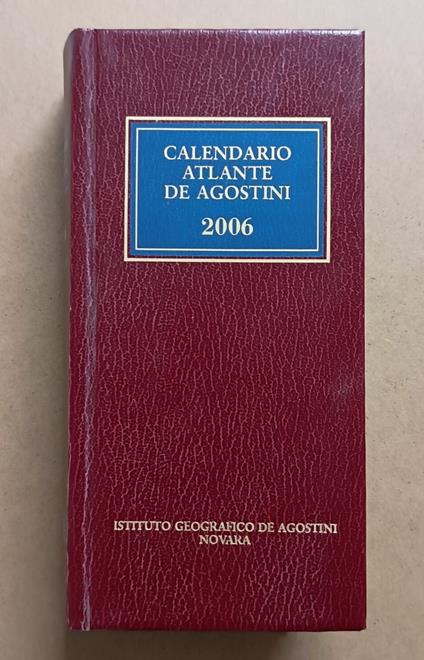 CALENDARIO
ATLANTE
DE AGOSTINI
2006
ISTITUTO GEOGRAFICO DE AGOSTINI
NOVARA